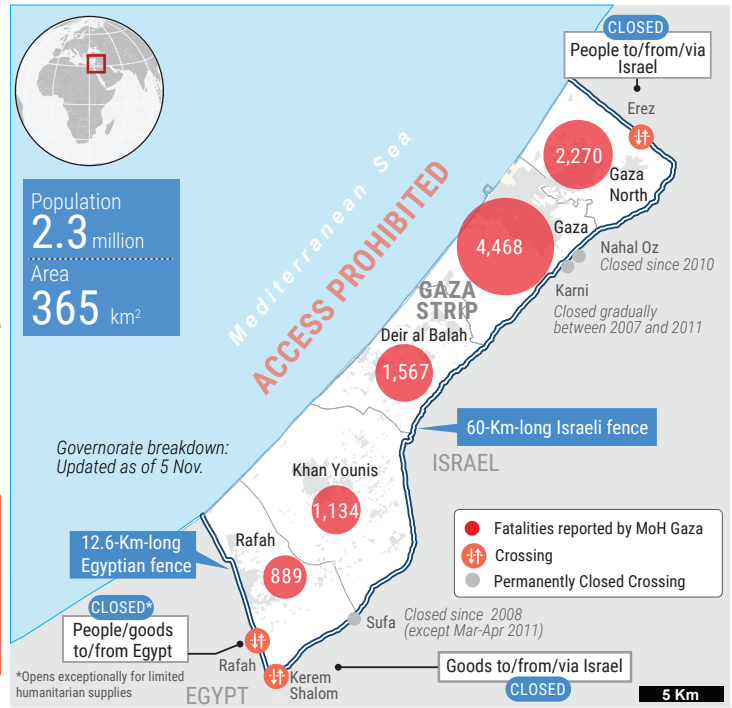 CLOSED
People to/from/via
Israel
Erez
2,270
Gaza
North
Population
2.3 million
Area
365 km²
Mediterranean Sea
ACCESS PROHIBITED
4,468
Gaza
Nahal Oz
Closed since 2010
Karni
Closed gradually
between 2007 and 2011
GAZA
STRIP
Deir al Balah
1,567
60-Km-long Israeli fence
ISRAEL
Governorate breakdown:
Updated as of 5 Nov.
Khan Younis
1,134
Fatalities reported by MoH Gaza
Crossing
Permanently Closed Crossing
12.6-Km-long
Egyptian fence
Rafah
889
CLOSED*
People/goods
to/from Egypt
Sufa
Closed since 2008
(except Mar-Apr 2011)
Rafah
*Opens exceptionally for limited
humanitarian supplies
Kerem
Shalom
Goods to/from/via Israel
CLOSED
EGYPT
5 Km